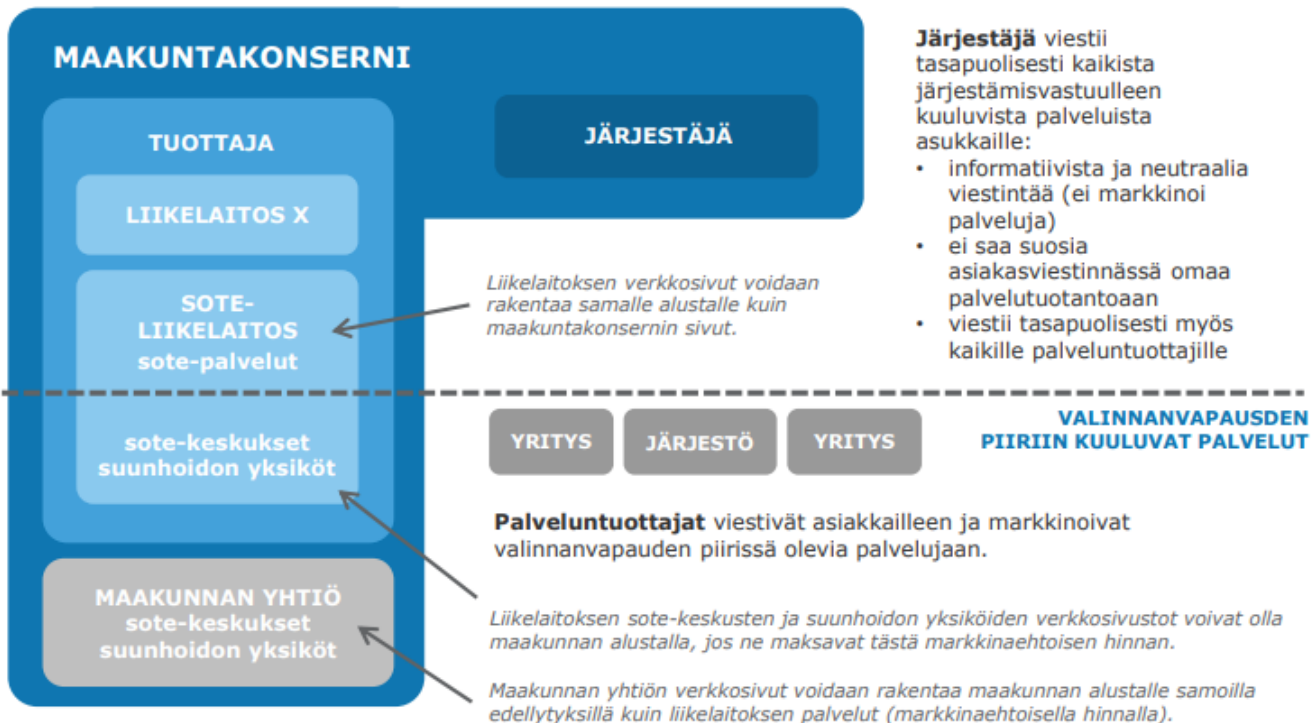 MAAKUNTAKONSERNI
TUOTTAJA
LIIKELAITOS X
SOTE-
LIIKELAITOS
sote-palvelut
sote-keskukset
suunhoidon yksiköt
MAAKUNNAN YHTIÖ
sote-keskukset
suunhoidon yksiköt
JÄRJESTÄJÄ
Järjestäjä viestii
tasapuolisesti kaikista
järjestämisvastuulleen
kuuluvista palveluista
asukkaille:
• informatiivista ja neutraalia
viestintää (ei markkinoi
palveluja)
• ei saa suosia
asiakasviestinnässä omaa
palvelutuotantoaan
• viestii tasapuolisesti myös
kaikille palveluntuottajille
Liikelaitoksen verkkosivut voidaan
rakentaa samalle alustalle kuin
maakuntakonsernin sivut.
YRITYS
JÄRJESTÖ
YRITYS
VALINNANVAPAUSDEN
PIIRIIN KUULUVAT PALVELUT
Palveluntuottajat viestivät asiakkailleen ja markkinoivat
valinnanvapauden piirissä olevia palvelujaan.
Liikelaitoksen sote-keskusten ja suunhoidon yksiköiden verkkosivustot voivat olla
maakunnan alustalla, jos ne maksavat tästä markkinaehtoisen hinnan.
Maakunnan yhtiön verkkosivut voidaan rakentaa maakunnan alustalle samoilla
edellytyksillä kuin liikelaitoksen palvelut (markkinaehtoisella hinnalla).